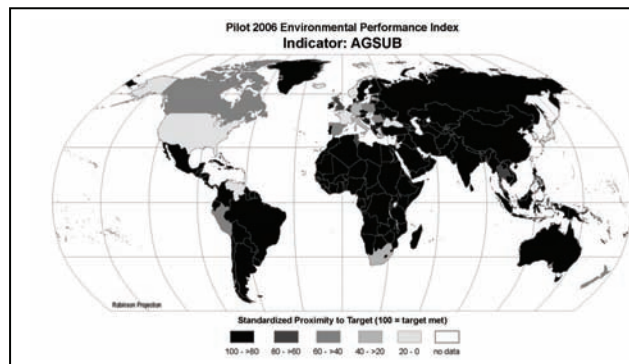 Pilot 2006 Environmental Performance Index
Indicator: AGSUB
Robinson Projection
Standardized Proximity to Target (100 = target met)
100 - >80 80 - >60 60 - >40 40 - >20 20 - 0 no data